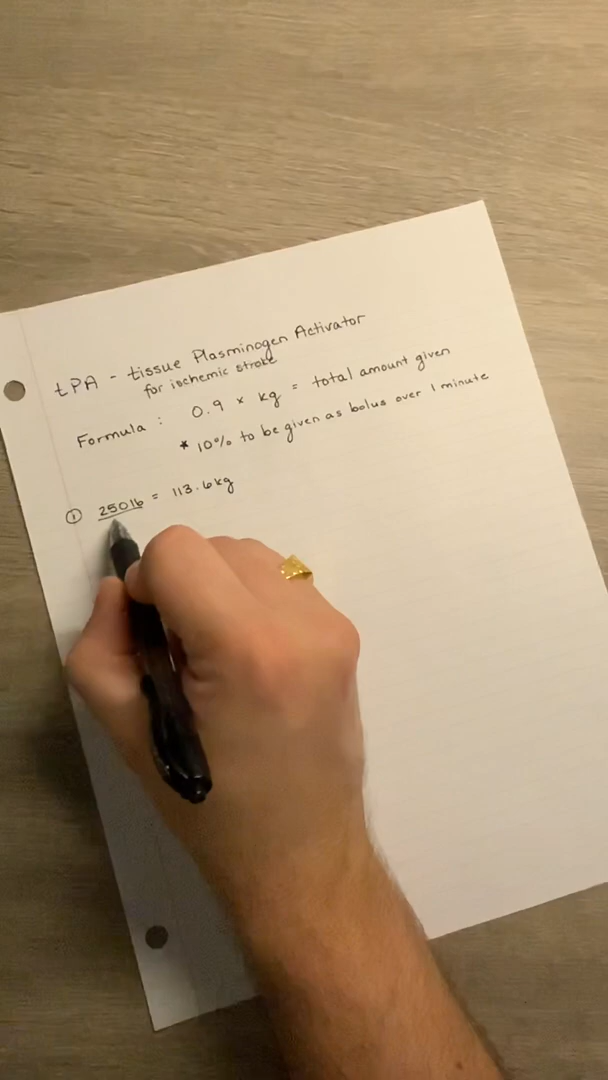 tPA - tissue Plasminogen Activator
for ischemic stroke
Formula : 0.9 x kg = total amount given
* 10% to be given as bolus over 1 minute
① 250lb = 113.6kg